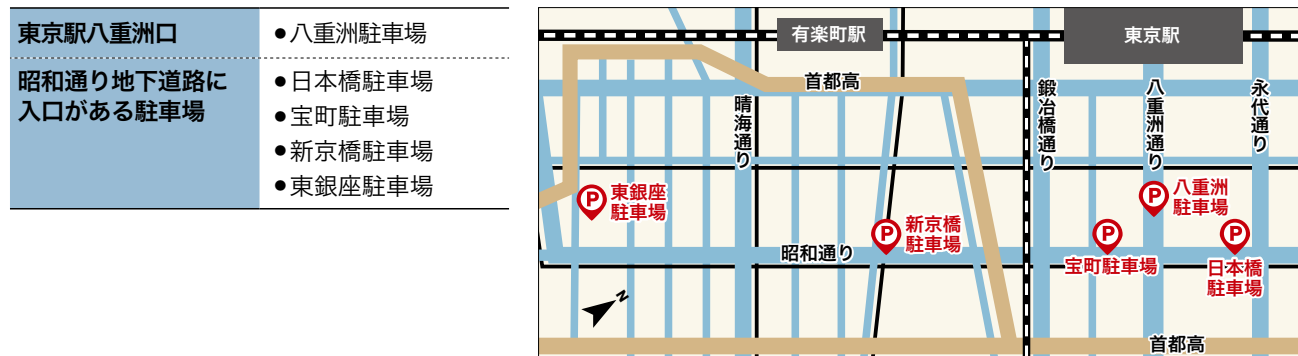 東京駅八重洲口
●八重洲駐車場
昭和通り地下道路に
入口がある駐車場
●日本橋駐車場
●宝町駐車場
●新京橋駐車場
●東銀座駐車場
有楽町駅
東京駅
首都高
晴海通り
鍛冶橋通り
八重洲通り
永代通り
P
東銀座
駐車場
P
新京橋
駐車場
P
八重洲
駐車場
P
宝町駐車場
P
日本橋
駐車場
昭和通り
N
首都高